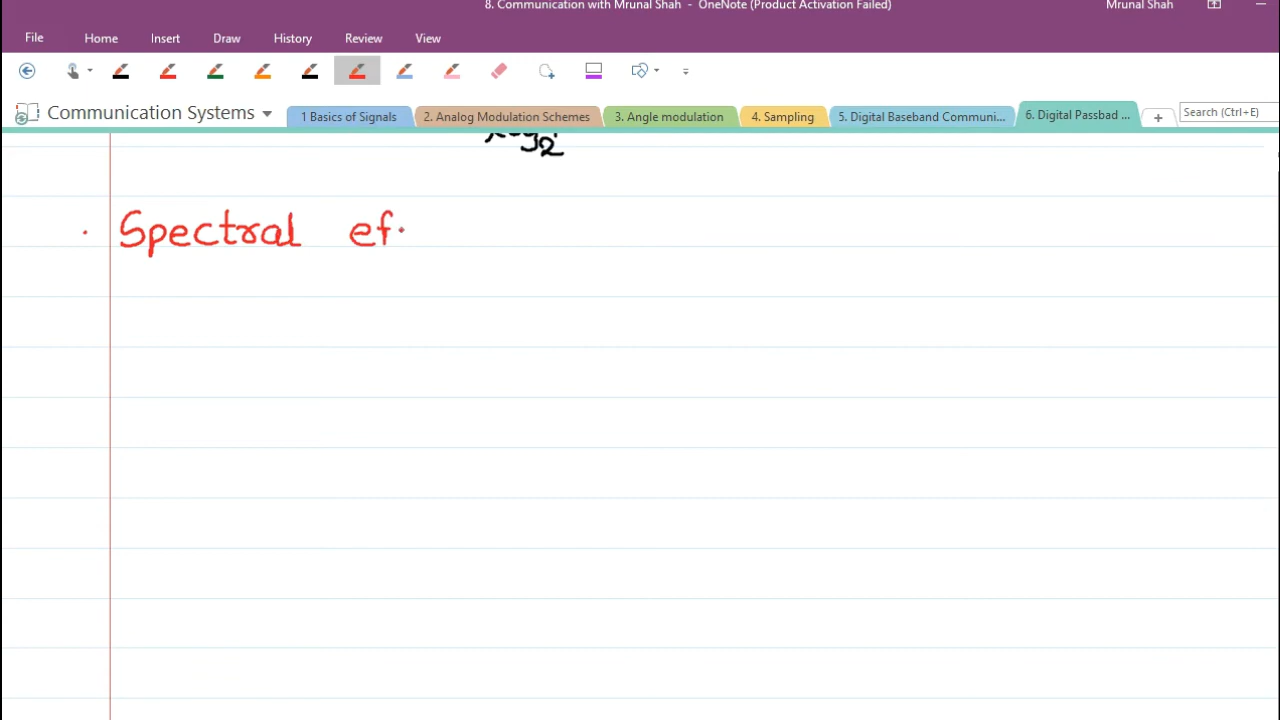 8. Communication with Mrunal Shah - OneNote (Product Activation Failed)
Mrunal Shah
File Home Insert Draw History Review View
Communication Systems
1 Basics of Signals
2. Analog Modulation Schemes
3. Angle modulation
4. Sampling
5. Digital Baseband Communi...
6. Digital Passbad ...
Search (Ctrl+E)
Spectral ef